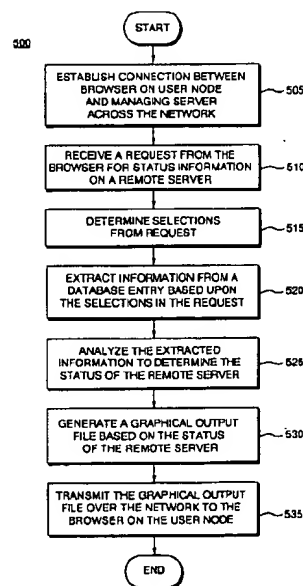 START
500
ESTABLISH CONNECTION BETWEEN
BROWSER ON USER NODE
AND MANAGING SERVER
ACROSS THE NETWORK
505
RECEIVE A REQUEST FROM THE
BROWSER FOR STATUS INFORMATION
ON A REMOTE SERVER
510
DETERMINE SELECTIONS
FROM REQUEST
515
EXTRACT INFORMATION FROM A
DATABASE ENTRY BASED UPON
THE SELECTIONS IN THE REQUEST
520
ANALYZE THE EXTRACTED
INFORMATION TO DETERMINE THE
STATUS OF THE REMOTE SERVER
525
GENERATE A GRAPHICAL OUTPUT
FILE BASED ON THE STATUS
OF THE REMOTE SERVER
530
TRANSMIT THE GRAPHICAL OUTPUT
FILE OVER THE NETWORK TO THE
BROWSER ON THE USER NODE
535
END